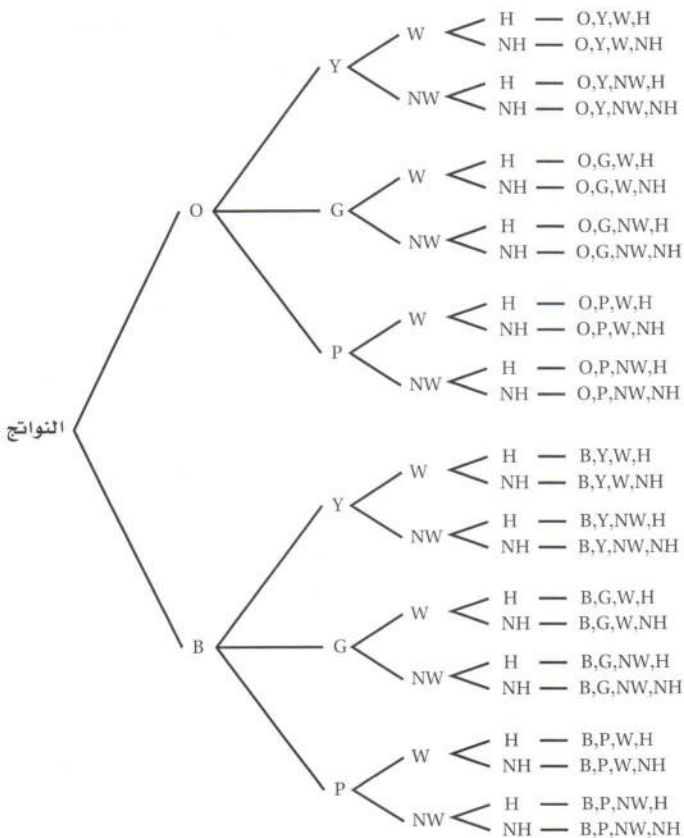 H — O,Y,W,H
W
NH — O,Y,W,NH
Y
H — O,Y,NW,H
NW
NH — O,Y,NW,NH
H — O,G,W,H
W
NH — O,G,W,NH
O
G
H — O,G,NW,H
NW
NH — O,G,NW,NH
H — O,P,W,H
W
NH — O,P,W,NH
P
H — O,P,NW,H
NW
NH — O,P,NW,NH
النواتج
H — B,Y,W,H
W
NH — B,Y,W,NH
Y
H — B,Y,NW,H
NW
NH — B,Y,NW,NH
H — B,G,W,H
W
NH — B,G,W,NH
B
G
H — B,G,NW,H
NW
NH — B,G,NW,NH
H — B,P,W,H
W
NH — B,P,W,NH
P
H — B,P,NW,H
NW
NH — B,P,NW,NH